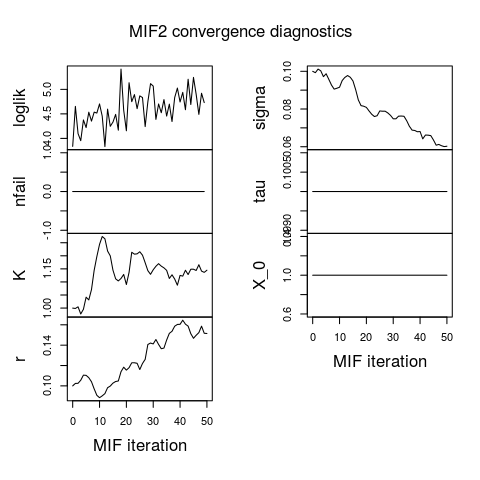 MIF2 convergence diagnostics
loglik
4.0
4.5
5.0
nfail
-1.0
0.0
1.0
K
1.00
1.15
r
0.10
0.14
0 10 20 30 40 50
MIF iteration
sigma
0.06
0.08
0.10
tau
0.1005
X_0
0.6
1.0
0 10 20 30 40 50
MIF iteration